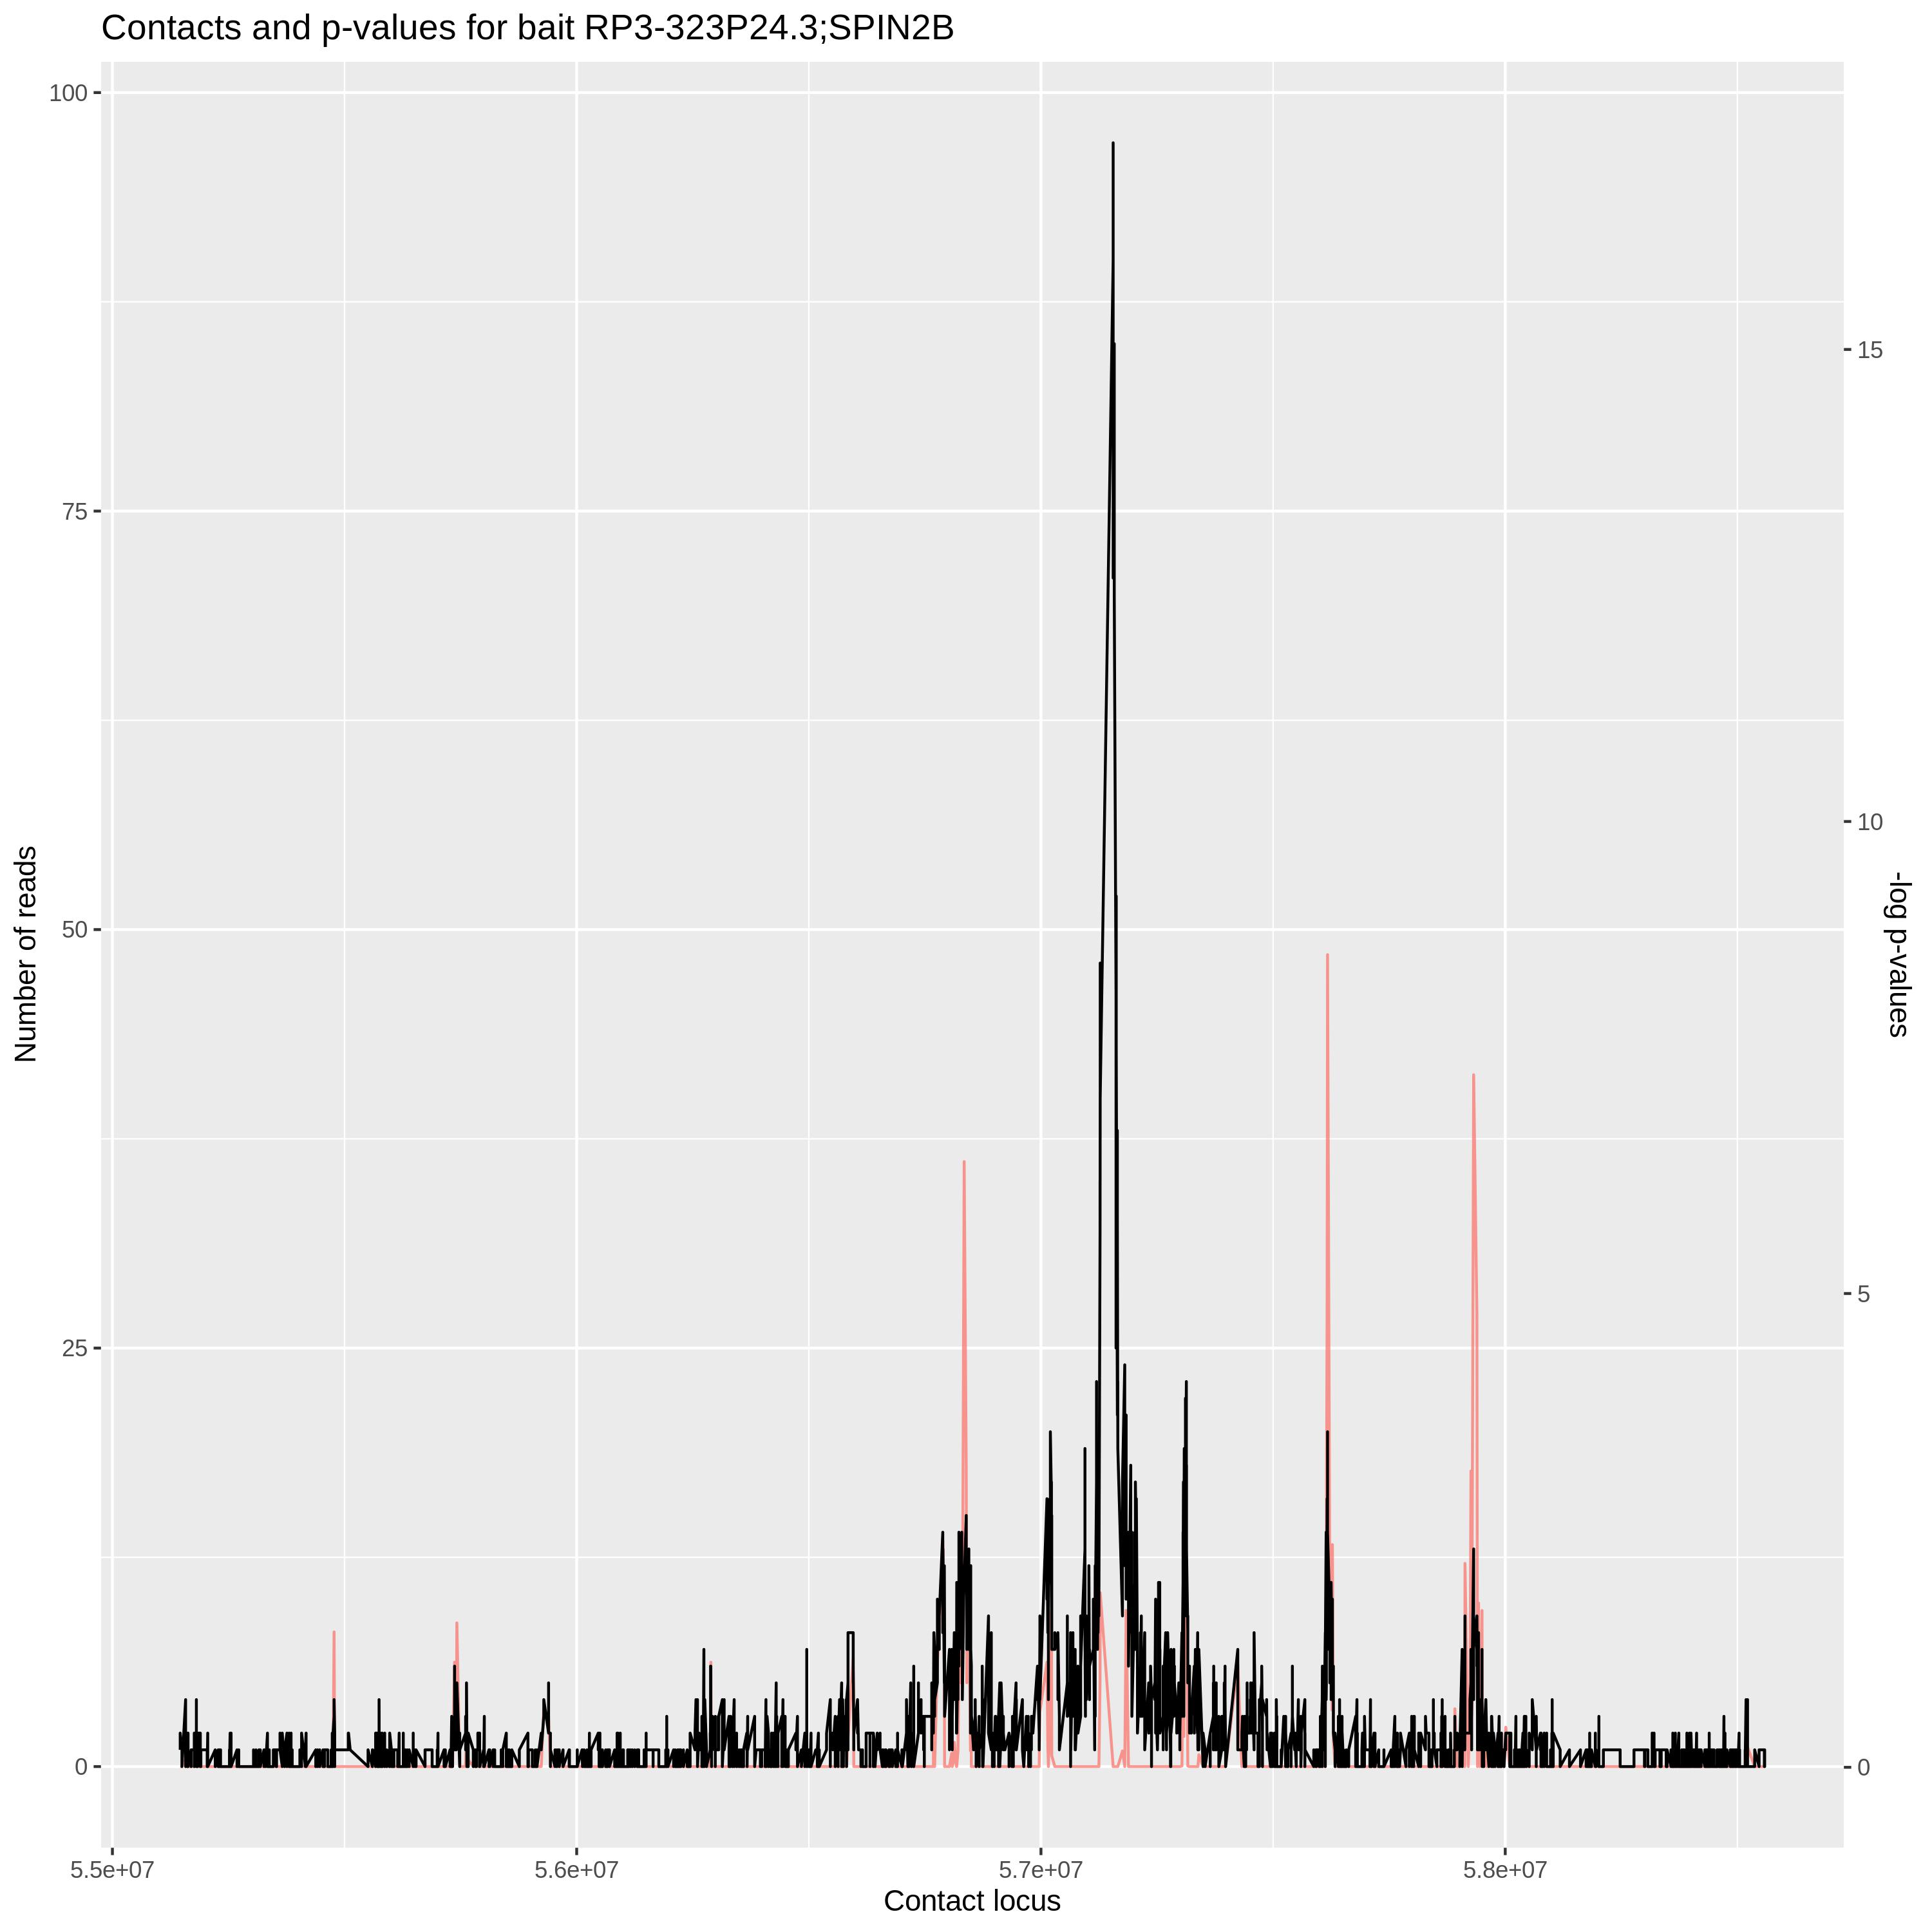 Contacts and p-values for bait RP3-323P24.3;SPIN2B
100
75
50
25
0
Number of reads
15
10
5
0
-log p-values
5.5e+07
5.6e+07
5.7e+07
5.8e+07
Contact locus